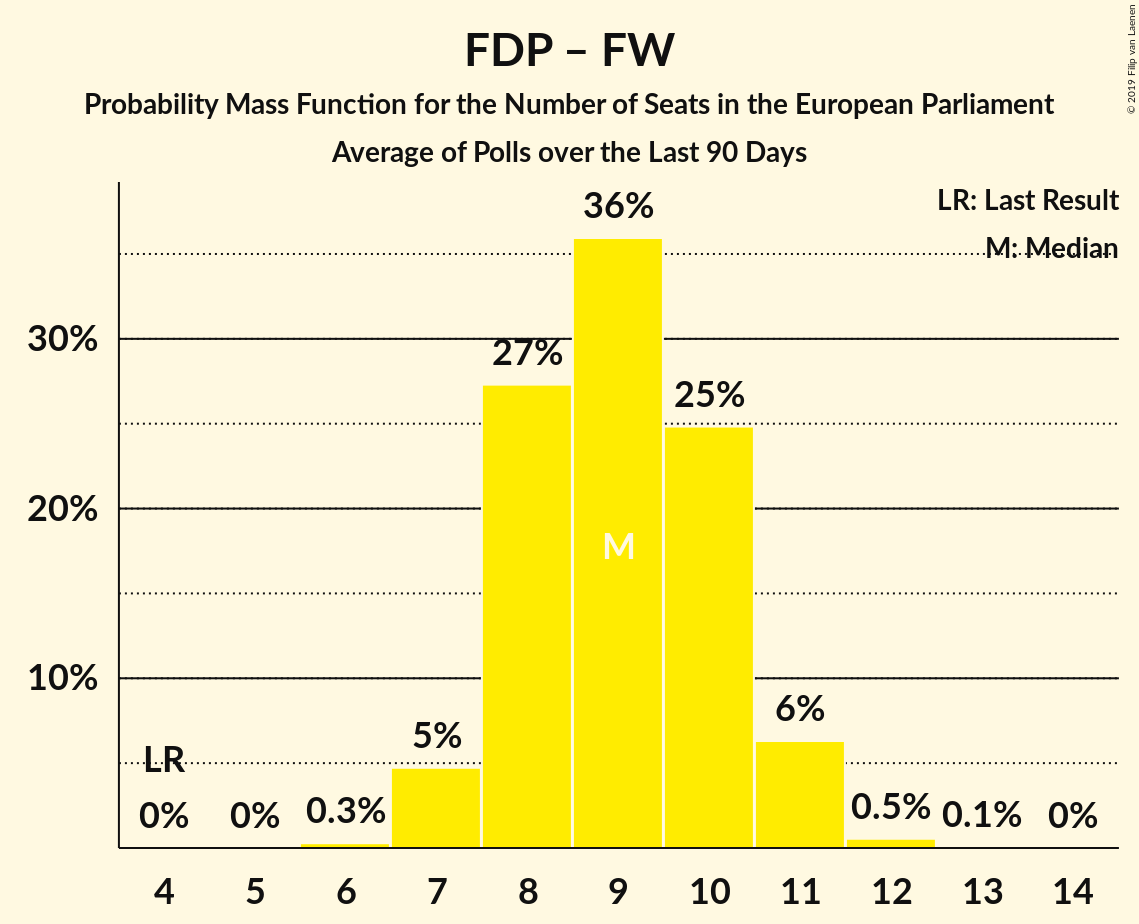 FDP – FW
Probability Mass Function for the Number of Seats in the European Parliament
Average of Polls over the Last 90 Days
© 2019 Filip van Laenen
LR: Last Result
M: Median
36%
30%
27%
25%
20%
M
10%
6%
5%
LR
0%
0%
0.3%
0.5%
0.1%
0%
4 5 6 7 8 9 10 11 12 13 14